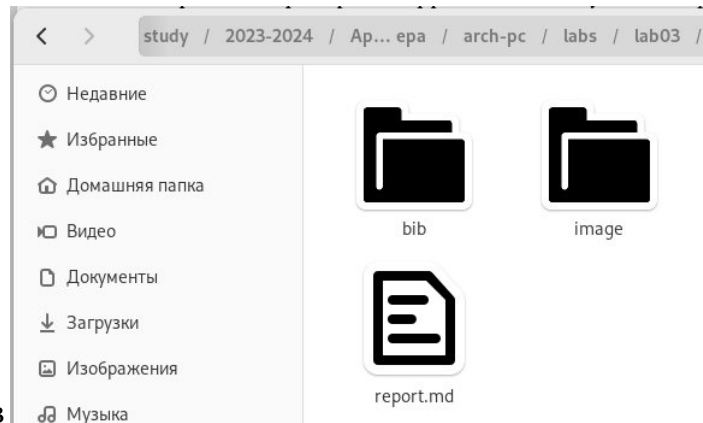 study / 2023-2024 / Ap... ера / arch-pc / labs / lab03 /
Недавние
Избранные
Домашняя папка
Видео
Документы
Загрузки
Изображения
Музыка
bib
image
report.md